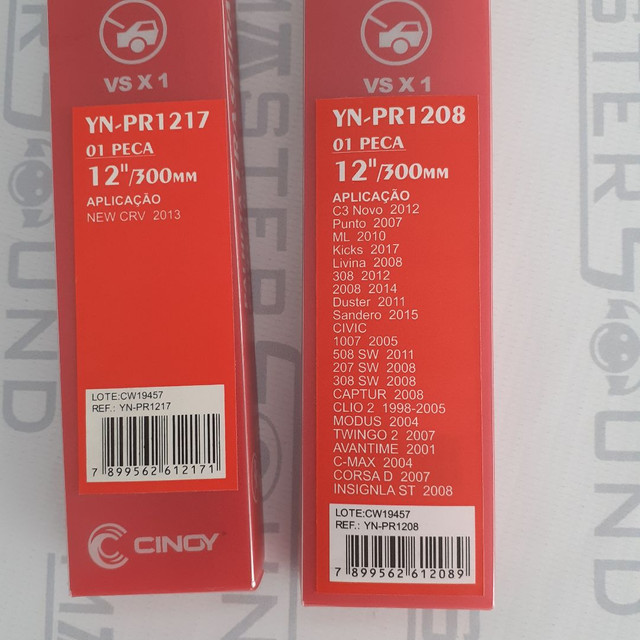 VS X 1
YN-PR1217
01 PECA
12"/300MM
APLICAÇÃO
NEW CRV 2013
LOTE:CW19457
REF.: YN-PR1217
7 899562 612171
CINOY
VS X 1
YN-PR1208
01 PECA
12"/300MM
APLICAÇÃO
C3 Novo 2012
Punto 2007
ML 2010
Kicks 2017
Livina 2008
308 2012
2008 2014
Duster 2011
Sandero 2015
CIVIC
1007 2005
508 SW 2011
207 SW 2008
308 SW 2008
CAPTUR 2008
CLIO 2 1998-2005
MODUS 2004
TWINGO 2 2007
AVANTIME 2001
C-MAX 2004
CORSA D 2007
INSIGNLA ST 2008
LOTE:CW19457
REF.: YN-PR1208
7 899562 612089
MASTER
SOUND